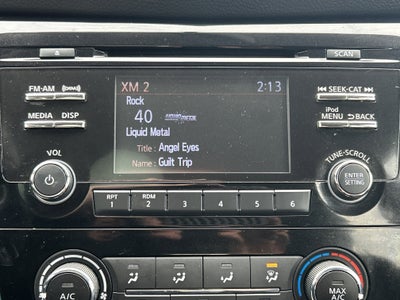 SCAN
FM·AM
SEEK·CAT
MEDIA DISP
iPod
MENU BACK
XM 2 2:13
Rock
40
LIQUID METAL
Liquid Metal
Title : Angel Eyes
Name : Guilt Trip
VOL
TUNE·SCROLL
ENTER
SETTING
RPT
1
RDM
2
3
4
5
6
A/C
MAX
A/C